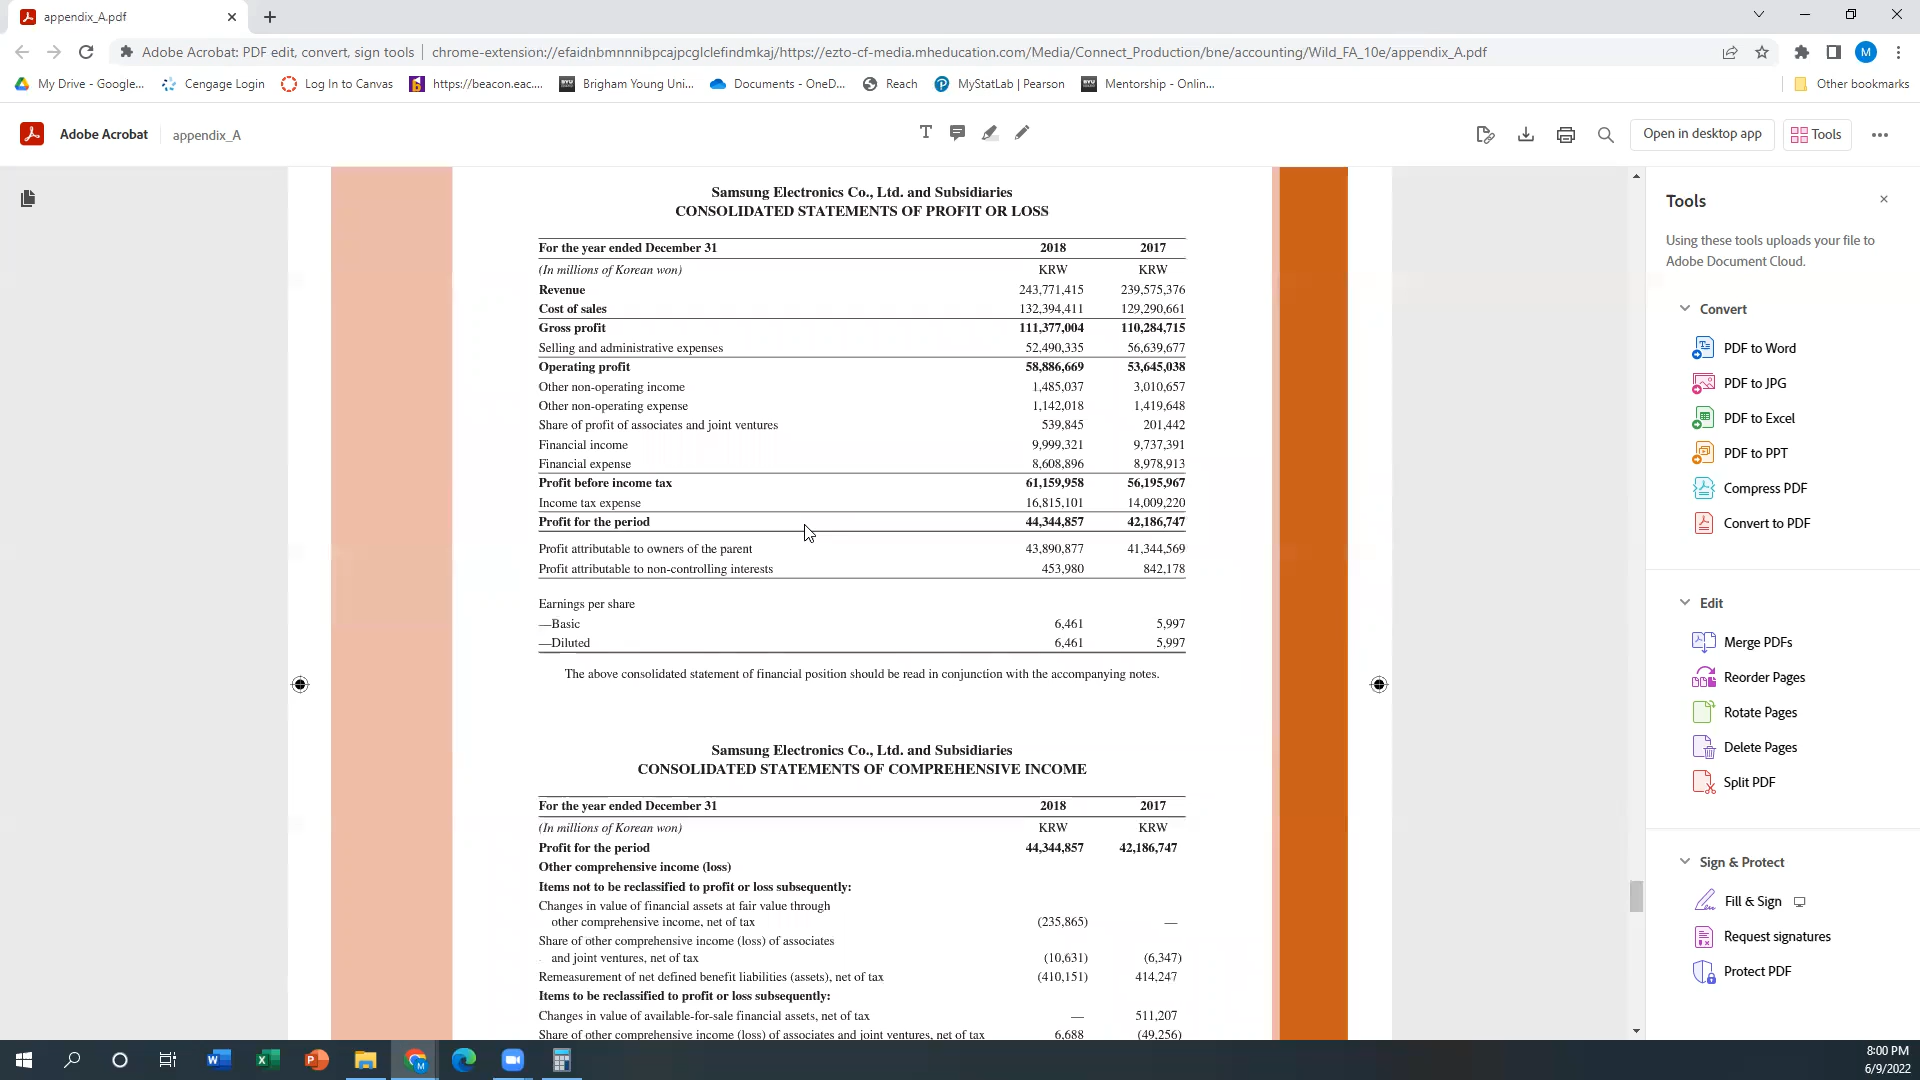 appendix_A.pdf
Adobe Acrobat: PDF edit, convert, sign tools | chrome-extension://efaidnbmnnnibpcajpcglclefindmkaj/https://ezto-cf-media.mheducation.com/Media/Connect_Production/bne/accounting/Wild_FA_10e/appendix_A.pdf
M
My Drive - Google... Cengage Login Log In to Canvas https://beacon.eac.... Brigham Young Uni... Documents - OneD... Reach MyStatLab | Pearson Mentorship - Onlin... Other bookmarks
Adobe Acrobat appendix_A Open in desktop app Tools
Samsung Electronics Co., Ltd. and Subsidiaries
CONSOLIDATED STATEMENTS OF PROFIT OR LOSS
For the year ended December 31 2018 2017
(In millions of Korean won) KRW KRW
Revenue 243,771,415 239,575,376
Cost of sales 132,394,411 129,290,661
Gross profit 111,377,004 110,284,715
Selling and administrative expenses 52,490,335 56,639,677
Operating profit 58,886,669 53,645,038
Other non-operating income 1,485,037 3,010,657
Other non-operating expense 1,142,018 1,419,648
Share of profit of associates and joint ventures 539,845 201,442
Financial income 9,999,321 9,737,391
Financial expense 8,608,896 8,978,913
Profit before income tax 61,159,958 56,195,967
Income tax expense 16,815,101 14,009,220
Profit for the period 44,344,857 42,186,747
Profit attributable to owners of the parent 43,890,877 41,344,569
Profit attributable to non-controlling interests 453,980 842,178
Earnings per share
—Basic 6,461 5,997
—Diluted 6,461 5,997
The above consolidated statement of financial position should be read in conjunction with the accompanying notes.
Samsung Electronics Co., Ltd. and Subsidiaries
CONSOLIDATED STATEMENTS OF COMPREHENSIVE INCOME
For the year ended December 31 2018 2017
(In millions of Korean won) KRW KRW
Profit for the period 44,344,857 42,186,747
Other comprehensive income (loss)
Items not to be reclassified to profit or loss subsequently:
Changes in value of financial assets at fair value through
other comprehensive income, net of tax (235,865) —
Share of other comprehensive income (loss) of associates
and joint ventures, net of tax (10,631) (6,347)
Remeasurement of net defined benefit liabilities (assets), net of tax (410,151) 414,247
Items to be reclassified to profit or loss subsequently:
Changes in value of available-for-sale financial assets, net of tax — 511,207
Share of other comprehensive income (loss) of associates and joint ventures, net of tax 6,688 (49,256)
Tools
Using these tools uploads your file to
Adobe Document Cloud.
Convert
PDF to Word
PDF to JPG
PDF to Excel
PDF to PPT
Compress PDF
Convert to PDF
Edit
Merge PDFs
Reorder Pages
Rotate Pages
Delete Pages
Split PDF
Sign & Protect
Fill & Sign
Request signatures
Protect PDF
8:00 PM
6/9/2022